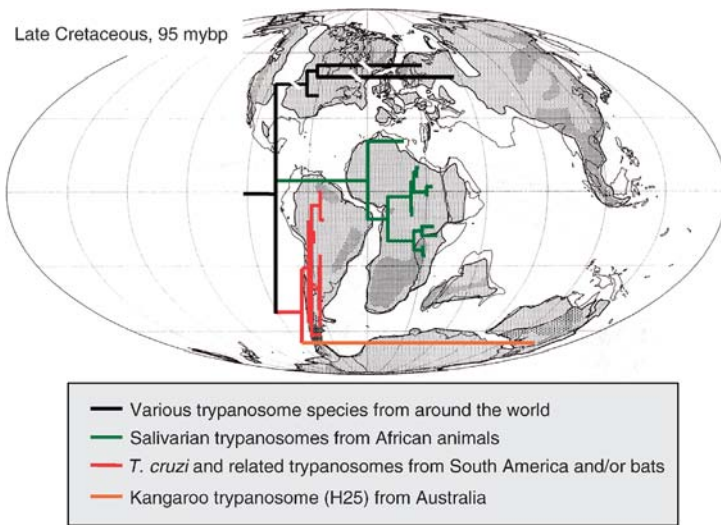 Late Cretaceous, 95 mybp
Various trypanosome species from around the world
Salivarian trypanosomes from African animals
T. cruzi and related trypanosomes from South America and/or bats
Kangaroo trypanosome (H25) from Australia